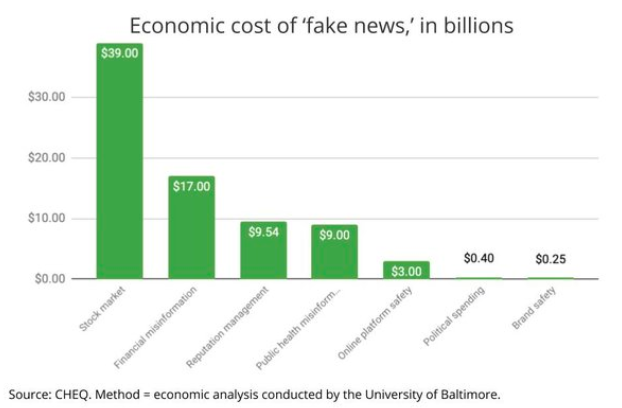 Economic cost of ‘fake news,’ in billions
$39.00
$30.00
$17.00
$20.00
$10.00
$9.54
$9.00
$3.00
$0.40
$0.25
$0.00
Stock market
Financial misinformation
Reputation management
Public health misinform...
Online platform safety
Political spending
Brand safety
Source: CHEQ. Method = economic analysis conducted by the University of Baltimore.